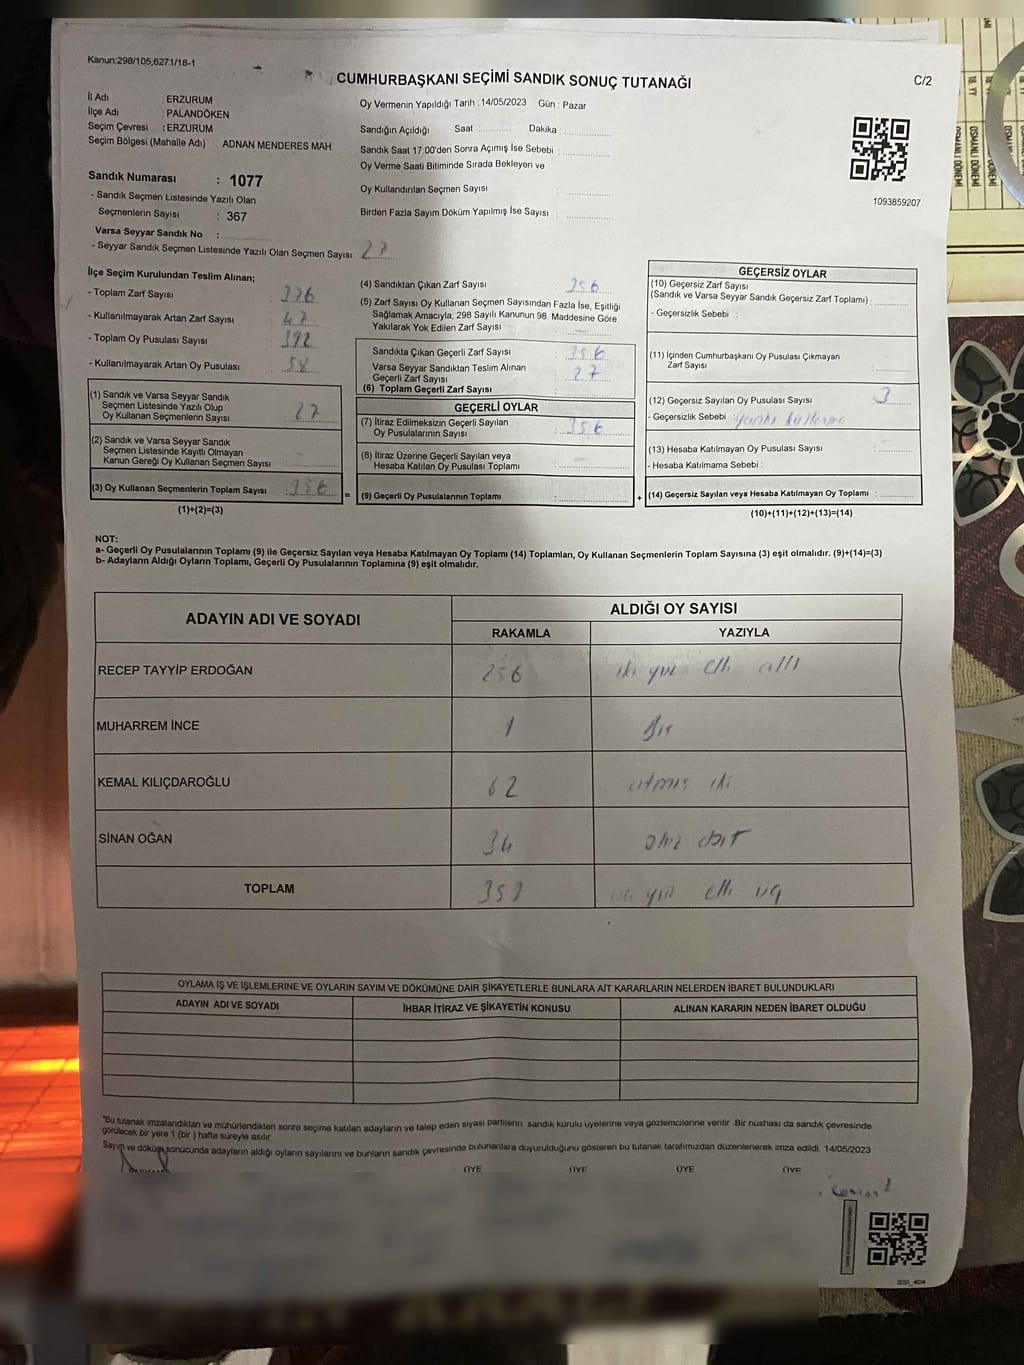 Kanun;298/105,627.1/18-1
CUMHURBAŞKANI SEÇİMİ SANDIK SONUÇ TUTANAĞI
C/2
İl Adı : ERZURUM
İlçe Adı : PALANDÖKEN
Seçim Çevresi : ERZURUM
Seçim Bölgesi (Mahalle Adı) : ADNAN MENDERES MAH.
Sandık Numarası : 1077
- Sandık Seçmen Listesinde Yazılı Olan
Seçmenlerin Sayısı : 367
Varsa Seyyar Sandık No :
- Seyyar Sandık Seçmen Listesinde Yazılı Olan Seçmen Sayısı: 27
Oy Vermenin Yapıldığı Tarih : 14/05/2023 Gün : Pazar
Sandığın Açıldığı Saat : Dakika :
Sandık Saat 17:00'den Sonra Açımış İse Sebebi :
Oy Verme Saati Bitiminde Sırada Bekleyen ve
Oy Kullandırılan Seçmen Sayısı :
Birden Fazla Sayım Döküm Yapılmış İse Sayısı :
1093859207
İlçe Seçim Kurulundan Teslim Alınan;
- Toplam Zarf Sayısı :
- Kullanılmayarak Artan Zarf Sayısı : 47
- Toplam Oy Pusulası Sayısı : 392
- Kullanılmayarak Artan Oy Pusulası : 58
(1) Sandık ve Varsa Seyyar Sandık
Seçmen Listesinde Yazılı Olup
Oy Kullanan Seçmenlerin Sayısı : 27
(2) Sandık ve Varsa Seyyar Sandık
Seçmen Listesinde Kayıtlı Olmayan
Kanun Gereği Oy Kullanan Seçmen Sayısı :
(3) Oy Kullanan Seçmenlerin Toplam Sayısı : 356
(1)+(2)=(3)
(4) Sandıktan Çıkan Zarf Sayısı : 356
(5) Zarf Sayısı Oy Kullanan Seçmen Sayısından Fazla İse, Eşitliği
Sağlamak Amacıyla, 298 Sayılı Kanunun 98. Maddesine Göre
Yakılarak Yok Edilen Zarf Sayısı :
Sandıkta Çıkan Geçerli Zarf Sayısı : 356
Varsa Seyyar Sandıktan Teslim Alınan
Geçerli Zarf Sayısı : 27
(6) Toplam Geçerli Zarf Sayısı :
GEÇERLİ OYLAR
(7) İtiraz Edilmeksizin Geçerli Sayılan
Oy Pusulalarının Sayısı : 356
(8) İtiraz Üzerine Geçerli Sayılan veya
Hesaba Katılan Oy Pusulası Toplamı :
= (9) Geçerli Oy Pusulalarının Toplamı :
GEÇERSİZ OYLAR
(10) Geçersiz Zarf Sayısı
(Sandık ve Varsa Seyyar Sandık Geçersiz Zarf Toplamı) :
- Geçersizlik Sebebi :
(11) İçinden Cumhurbaşkanı Oy Pusulası Çıkmayan
Zarf Sayısı :
(12) Geçersiz Sayılan Oy Pusulası Sayısı : 3
- Geçersizlik Sebebi
(13) Hesaba Katılmayan Oy Pusulası Sayısı :
- Hesaba Katılmama Sebebi :
+ (14) Geçersiz Sayılan veya Hesaba Katılmayan Oy Toplamı :
(10)+(11)+(12)+(13)=(14)
NOT:
a- Geçerli Oy Pusulalarının Toplamı (9) ile Geçersiz Sayılan veya Hesaba Katılmayan Oy Toplamı (14) Toplamları, Oy Kullanan Seçmenlerin Toplam Sayısına (3) eşit olmalıdır. (9)+(14)=(3)
b- Adayların Aldığı Oyların Toplamı, Geçerli Oy Pusulalarının Toplamına (9) eşit olmalıdır.
ADAYIN ADI VE SOYADI ALDIĞI OY SAYISI
RAKAMLA YAZIYLA
RECEP TAYYİP ERDOĞAN 256 iki yüz elli altı
MUHARREM İNCE 1 Bir
KEMAL KILIÇDAROĞLU 62 atmış iki
SİNAN OĞAN 34 otuz dört
TOPLAM 353 üç yüz elli üç
OYLAMA İŞ VE İŞLEMLERİNE VE OYLARIN SAYIM VE DÖKÜMÜNE DAİR ŞİKAYETLERLE BUNLARA AİT KARARLARIN NELERDEN İBARET BULUNDUKLARI
ADAYIN ADI VE SOYADI İHBAR İTİRAZ VE ŞİKAYETİN KONUSU ALINAN KARARIN NEDEN İBARET OLDUĞU
*Bu tutanak imzalandıktan ve mühürlendikten sonra seçime katılan adayların ve talep eden siyasi partilerin sandık kurulu üyelerine veya gözlemcilerine verilir. Bir nüshası da sandık çevresinde
görülecek bir yere 1 (bir ) hafta süreyle asılır.
Sayım ve döküm sonucunda adayların aldığı oyların sayılarını ve bunların sandık çevresinde bulunanlara duyurulduğunu gösteren bu tutanak tarafımızdan düzenlenerek imza edildi. 14/05/2023
ÜYE ÜYE ÜYE ÜYE
SSI_404
OSMANLI DÖNEMİ
OSMANLI DÖNEMİ
18. YY
18. YY